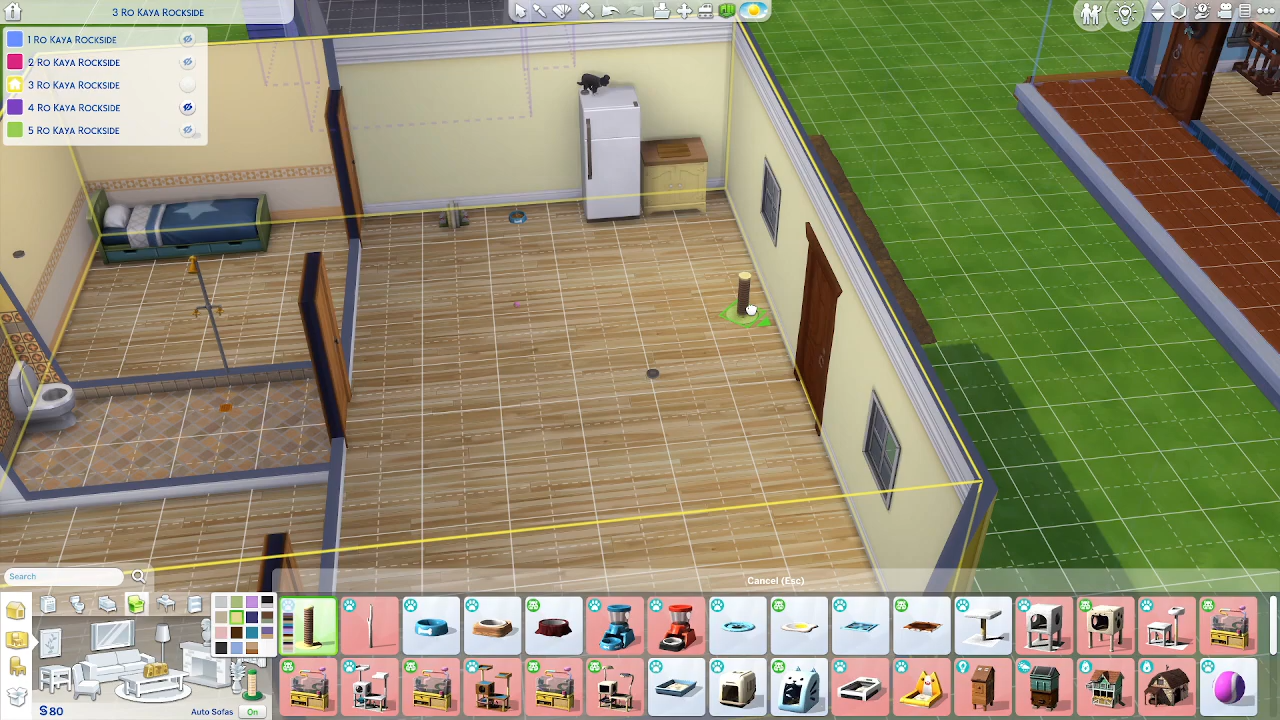 3 Ro Kaya Rockside
1 Ro Kaya Rockside
2 Ro Kaya Rockside
3 Ro Kaya Rockside
4 Ro Kaya Rockside
5 Ro Kaya Rockside
Cancel (Esc)
Search
§80
Auto Sofas On